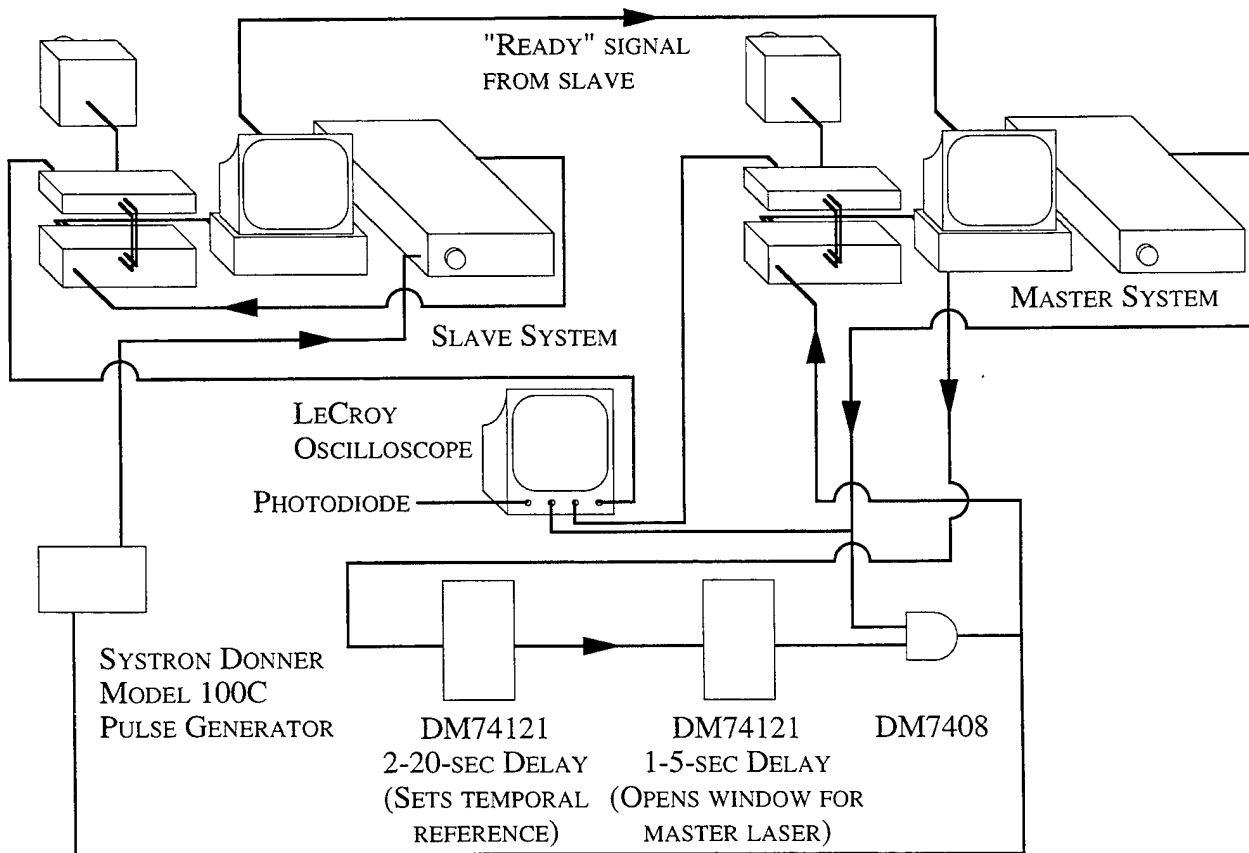 "READY" SIGNAL
FROM SLAVE
MASTER SYSTEM
SLAVE SYSTEM
LECROY
OSCILLOSCOPE
PHOTODIODE
SYSTRON DONNER
MODEL 100C
PULSE GENERATOR
DM74121
2-20-SEC DELAY
(SETS TEMPORAL
REFERENCE)
DM74121
1-5-SEC DELAY
(OPENS WINDOW FOR
MASTER LASER)
DM7408